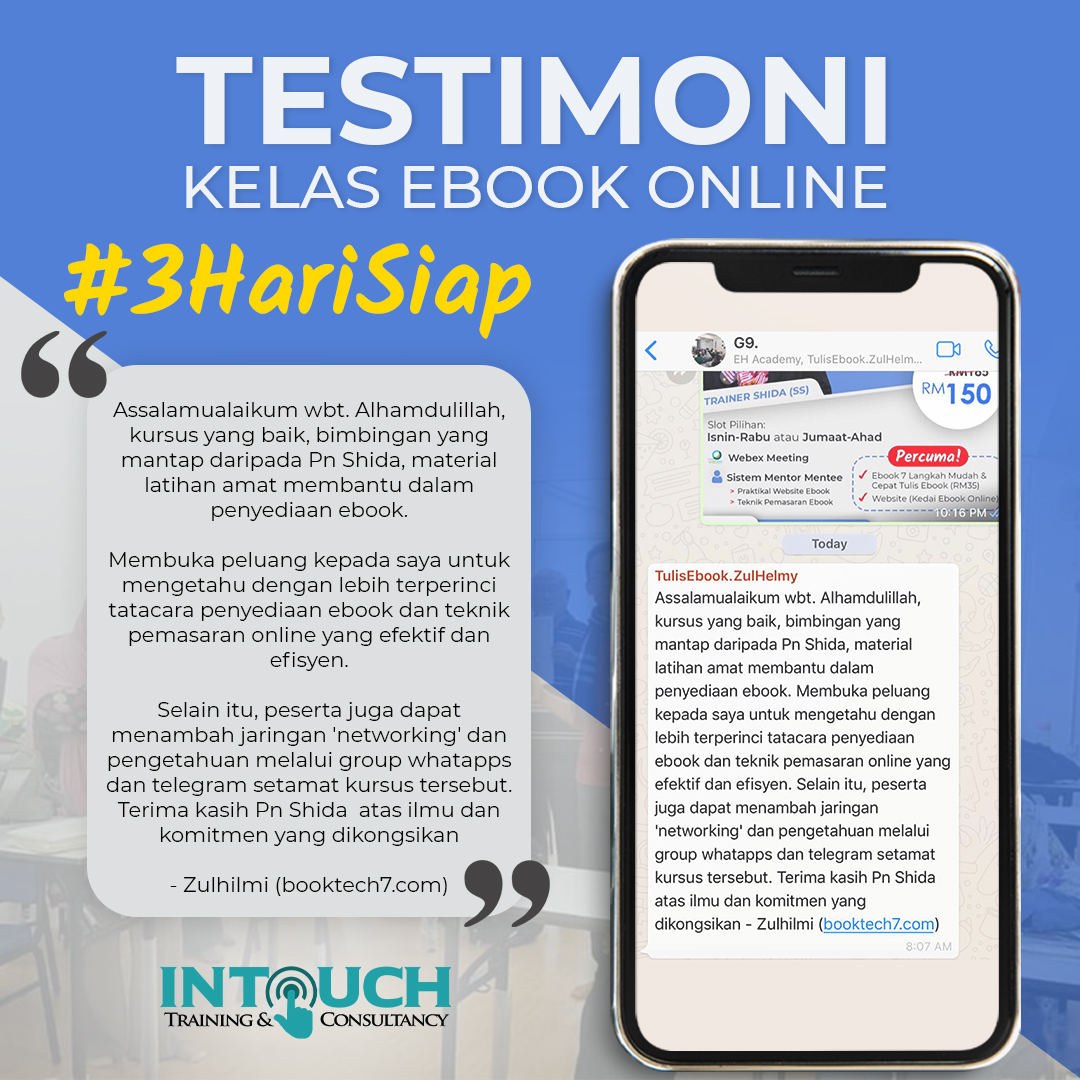 TESTIMONI
KELAS EBOOK ONLINE
#3HariSiap
“
Assalamualaikum wbt. Alhamdulillah,
kursus yang baik, bimbingan yang
mantap daripada Pn Shida, material
latihan amat membantu dalam
penyediaan ebook.
Membuka peluang kepada saya untuk
mengetahu dengan lebih terperinci
tatacara penyediaan ebook dan teknik
pemasaran online yang efektif dan
efisyen.
Selain itu, peserta juga dapat
menambah jaringan 'networking' dan
pengetahuan melalui group whatapps
dan telegram setamat kursus tersebut.
Terima kasih Pn Shida  atas ilmu dan
komitmen yang dikongsikan
- Zulhilmi (booktech7.com)
”
INTOUCH
TRAINING & CONSULTANCY
G9.
EH Academy, TulisEbook.ZulHelm...
RM165
RM150
TRAINER SHIDA (SS)
Slot Pilihan:
Isnin-Rabu atau Jumaat-Ahad
Webex Meeting
Sistem Mentor Mentee
> Praktikal Website Ebook
> Teknik Pemasaran Ebook
Percuma!
✓ Ebook 7 Langkah Mudah &
Cepat Tulis Ebook (RM35)
✓ Website (Kedai Ebook Online)
10:16 PM
Today
TulisEbook.ZulHelmy
Assalamualaikum wbt. Alhamdulillah,
kursus yang baik, bimbingan yang
mantap daripada Pn Shida, material
latihan amat membantu dalam
penyediaan ebook. Membuka peluang
kepada saya untuk mengetahu dengan
lebih terperinci tatacara penyediaan
ebook dan teknik pemasaran online yang
efektif dan efisyen. Selain itu, peserta
juga dapat menambah jaringan
'networking' dan pengetahuan melalui
group whatapps dan telegram setamat
kursus tersebut. Terima kasih Pn Shida
atas ilmu dan komitmen yang
dikongsikan - Zulhilmi (booktech7.com)
8:07 AM